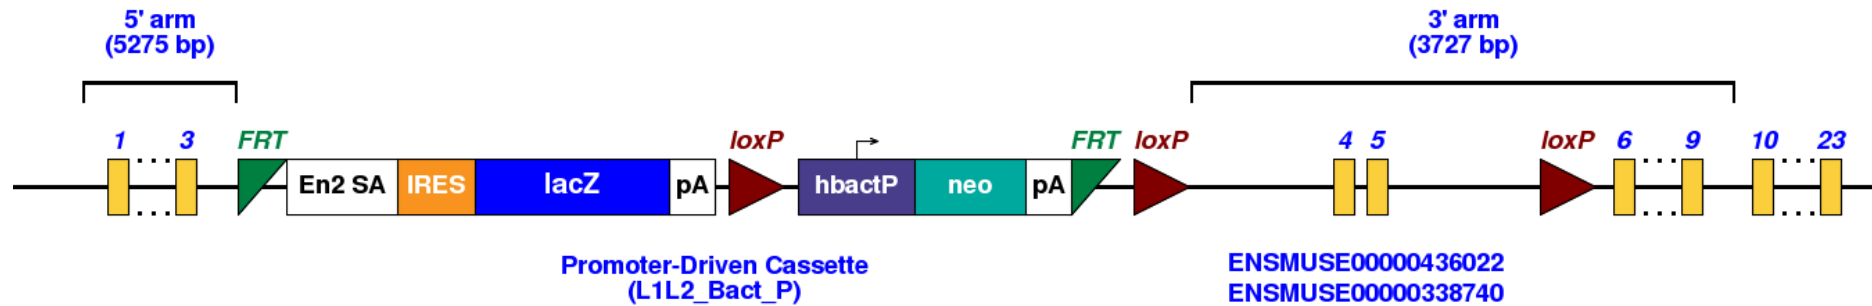 5' arm
(5275 bp)
3' arm
(3727 bp)
1 ... 3 FRT loxP FRT loxP 4 5 loxP 6 ... 9 10 ... 23
En2 SA IRES lacZ pA hbactP neo pA
...  ...  ...
Promoter-Driven Cassette
(L1L2_Bact_P)
ENSMUSE00000436022
ENSMUSE00000338740